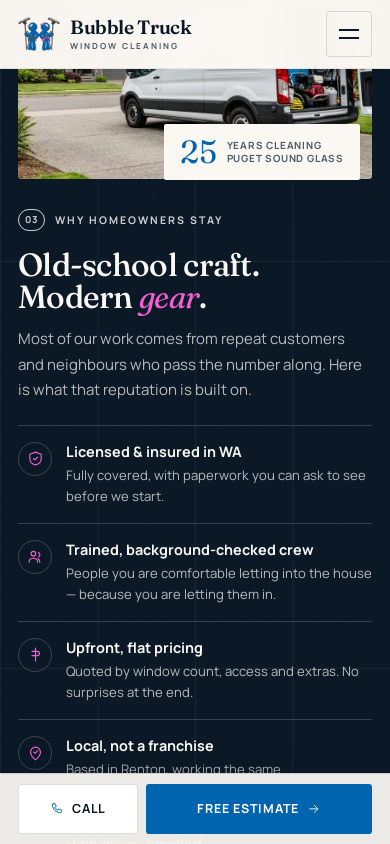 Bubble Truck
WINDOW CLEANING
25 YEARS CLEANING
PUGET SOUND GLASS
03 WHY HOMEOWNERS STAY
Old-school craft.
Modern gear.
Most of our work comes from repeat customers
and neighbours who pass the number along. Here
is what that reputation is built on.
Licensed & insured in WA
Fully covered, with paperwork you can ask to see
before we start.
Trained, background-checked crew
People you are comfortable letting into the house
— because you are letting them in.
Upfront, flat pricing
Quoted by window count, access and extras. No
surprises at the end.
Local, not a franchise
Based in Renton, working the same
CALL
FREE ESTIMATE →